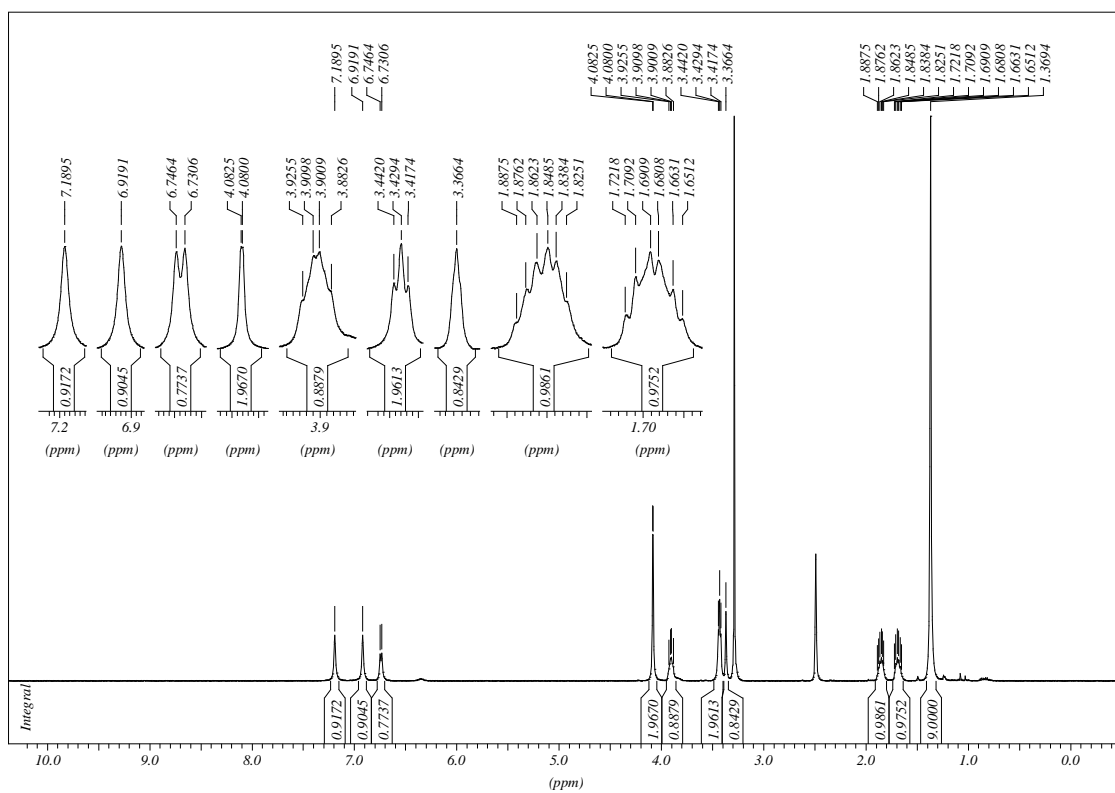 7.1895 6.9191 6.7464 6.7306 4.0825 4.0800 3.9255 3.9098 3.9009 3.8826 3.4420 3.4294 3.4174 3.3664 1.8875 1.8762 1.8623 1.8485 1.8384 1.8251 1.7218 1.7092 1.6909 1.6808 1.6631 1.6512 1.3694
7.1895 6.9191 6.7464 6.7306 4.0825 4.0800 3.9255 3.9098 3.9009 3.8826 3.4420 3.4294 3.4174 3.3664 1.8875 1.8762 1.8623 1.8485 1.8384 1.8251 1.7218 1.7092 1.6909 1.6808 1.6631 1.6512
0.9172 0.9045 0.7737 1.9670 0.8879 1.9613 0.8429 0.9861 0.9752
7.2 6.9 3.9 1.70
(ppm) (ppm) (ppm) (ppm) (ppm) (ppm) (ppm) (ppm) (ppm)
Integral 0.9172 0.9045 0.7737 1.9670 0.8879 1.9613 0.8429 0.9861 0.9752 9.0000
10.0 9.0 8.0 7.0 6.0 5.0 4.0 3.0 2.0 1.0 0.0
(ppm)